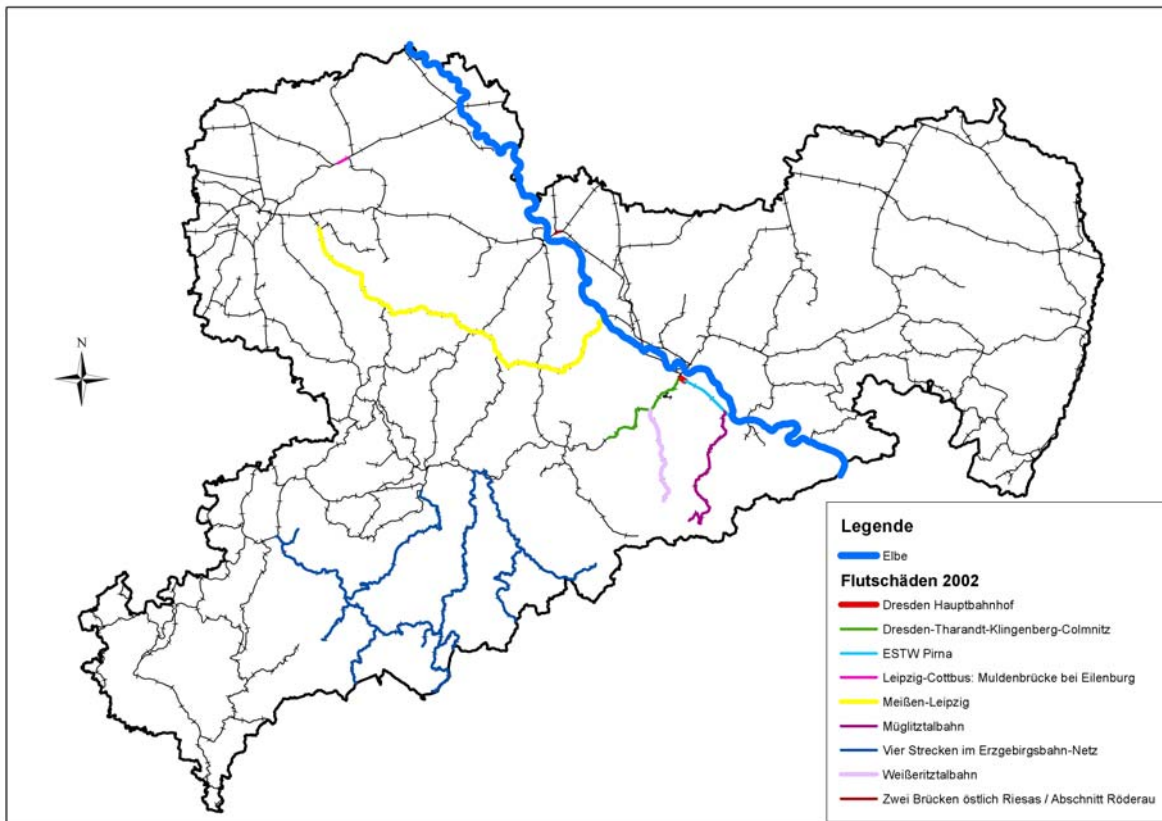 N
Legende
Elbe
Flutschäden 2002
Dresden Hauptbahnhof
Dresden-Tharandt-Klingenberg-Colmnitz
ESTW Pirna
Leipzig-Cottbus: Muldenbrücke bei Eilenburg
Meißen-Leipzig
Müglitztalbahn
Vier Strecken im Erzgebirgsbahn-Netz
Weißeritztalbahn
Zwei Brücken östlich Riesas / Abschnitt Röderau